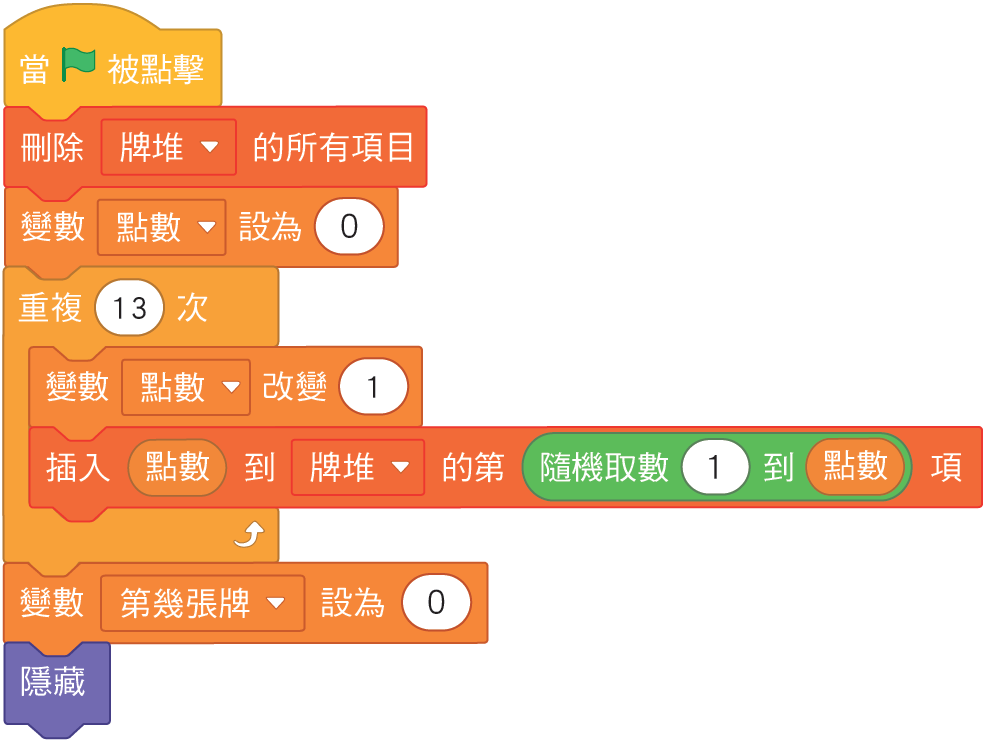 當 被點擊
刪除 牌堆 的所有項目
變數 點數 設為 0
重複 13 次
變數 點數 改變 1
插入 點數 到 牌堆 的第 隨機取數 1 到 點數 項
變數 第幾張牌 設為 0
隱藏